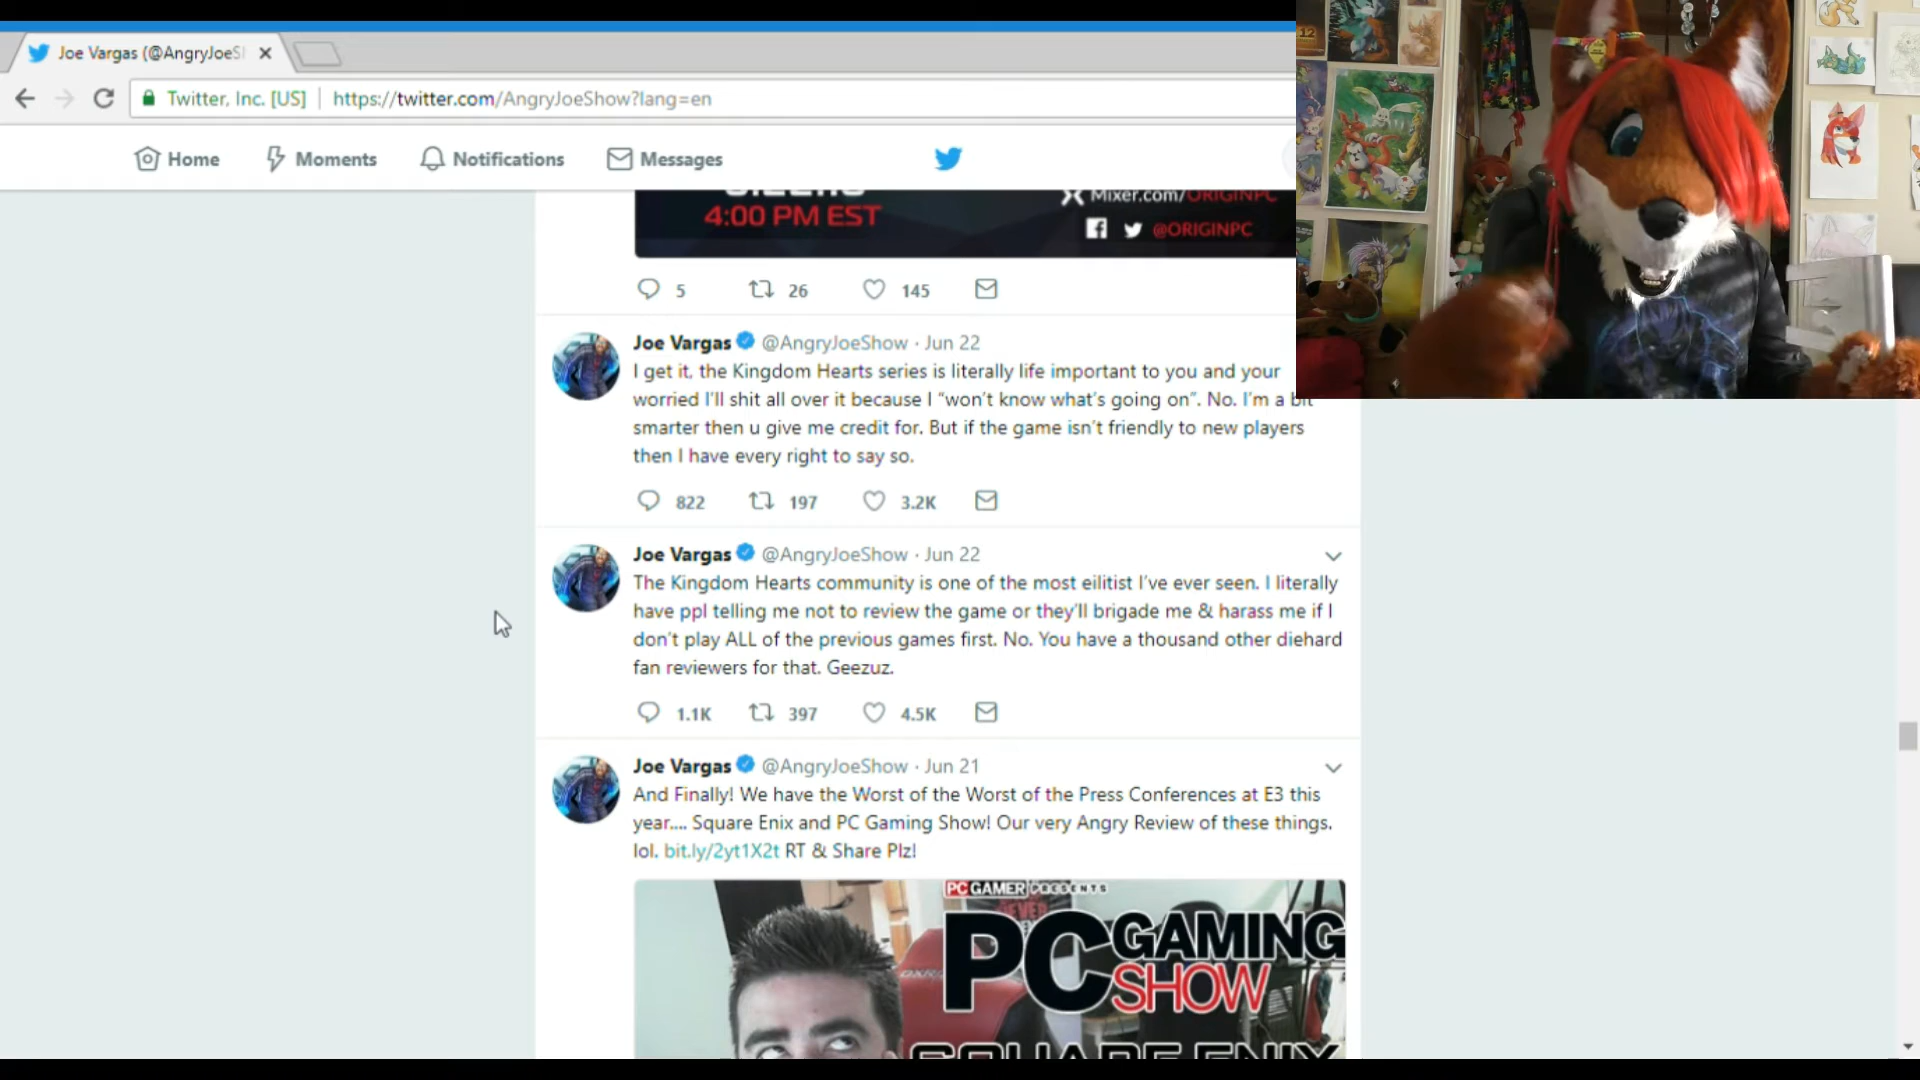 Joe Vargas (@AngryJoeS
Twitter, Inc. [US]
https://twitter.com/AngryJoeShow?lang=en
Home
Moments
Notifications
Messages
4:00 PM EST
Mixer.com/ORIGINPC
@ORIGINPC
5
26
145
Joe Vargas @AngryJoeShow · Jun 22
I get it, the Kingdom Hearts series is literally life important to you and your
worried I'll shit all over it because I “won't know what's going on”. No. I'm a bit
smarter then u give me credit for. But if the game isn't friendly to new players
then I have every right to say so.
822
197
3.2K
Joe Vargas @AngryJoeShow · Jun 22
The Kingdom Hearts community is one of the most eilitist I've ever seen. I literally
have ppl telling me not to review the game or they'll brigade me & harass me if I
don't play ALL of the previous games first. No. You have a thousand other diehard
fan reviewers for that. Geezuz.
1.1K
397
4.5K
Joe Vargas @AngryJoeShow · Jun 21
And Finally! We have the Worst of the Worst of the Press Conferences at E3 this
year.... Square Enix and PC Gaming Show! Our very Angry Review of these things.
lol. bit.ly/2yt1X2t RT & Share Plz!
PC GAMER PRESENTS
PC GAMING
SHOW
SQUARE ENIX